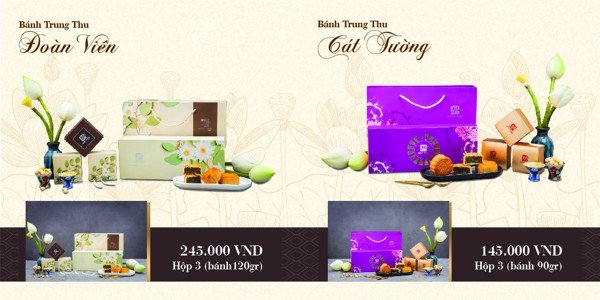 Bánh Trung Thu
Đoàn Viên
245.000 VND
Hộp 3 (bánh120gr)
Bánh Trung Thu
Cát Tường
145.000 VND
Hộp 3 (bánh 90gr)